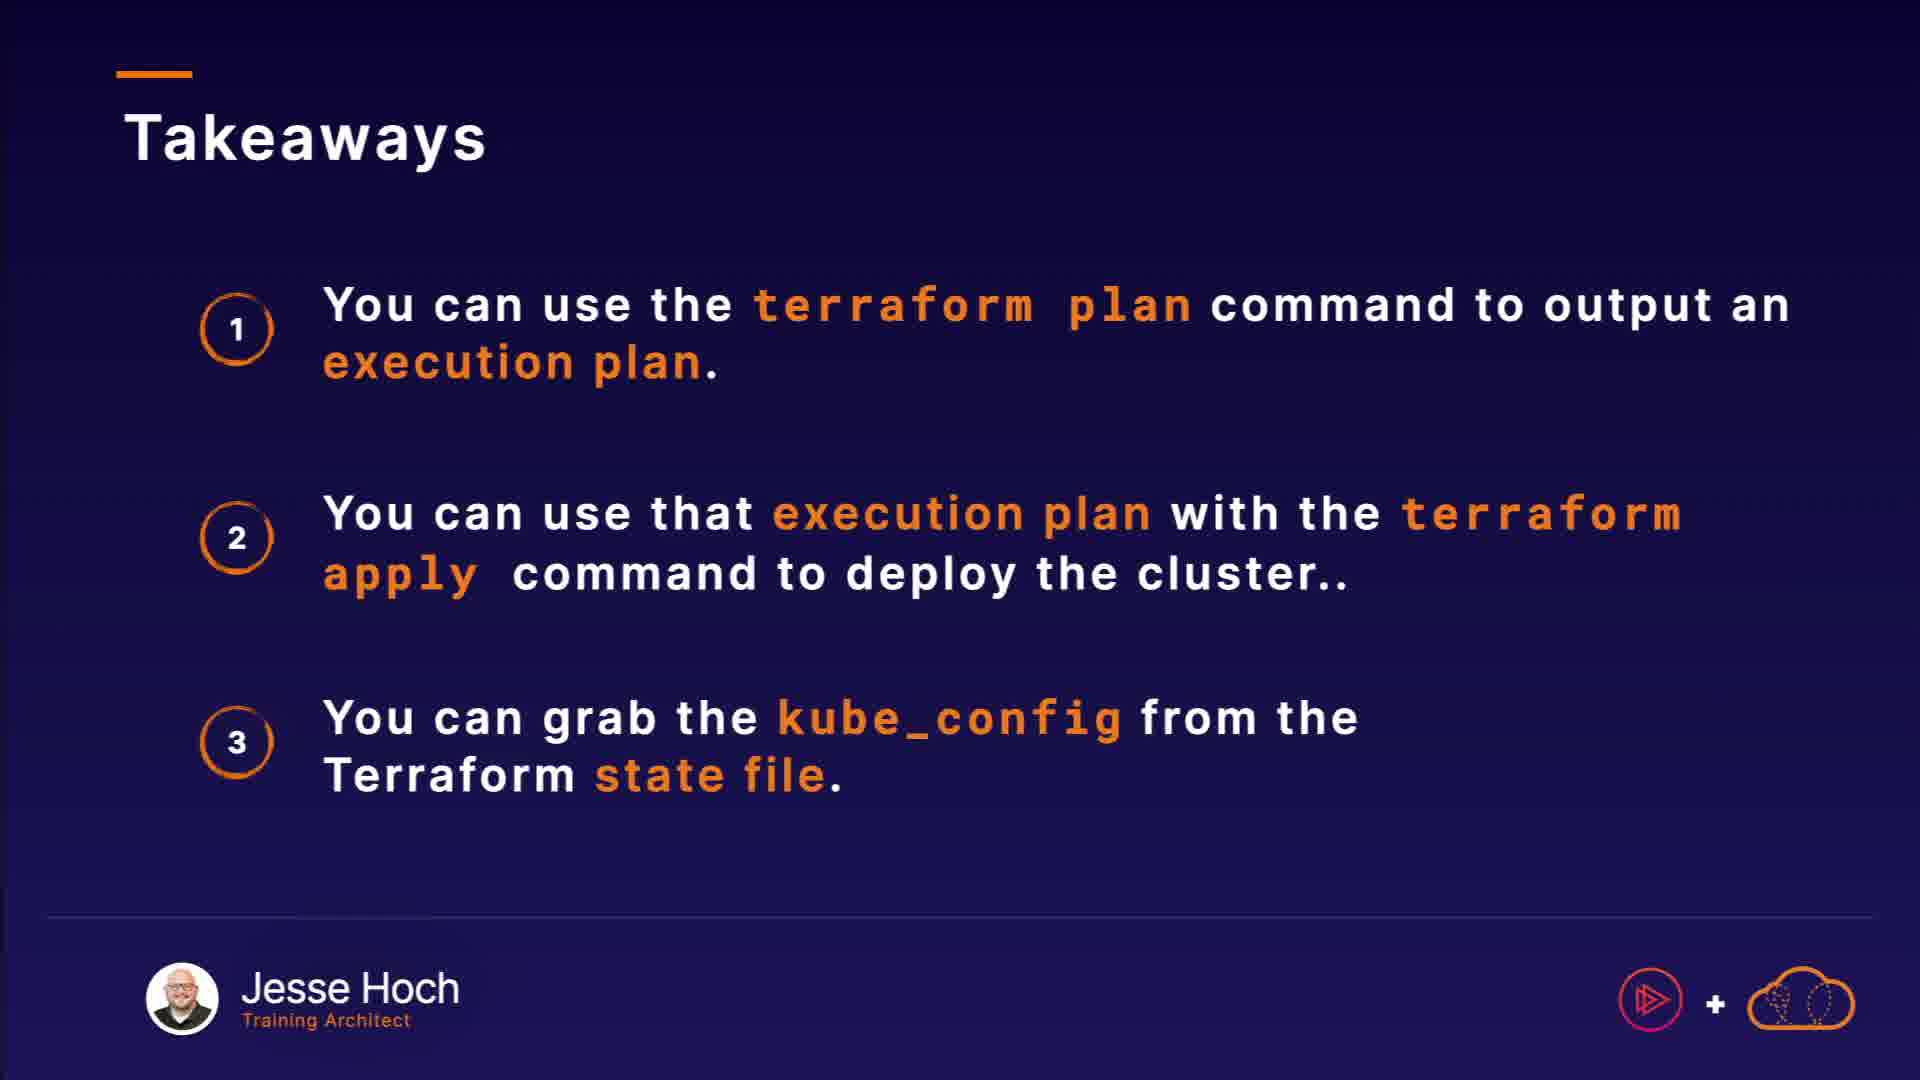 Takeaways
1
You can use the terraform plan command to output an
execution plan.
2
You can use that execution plan with the terraform
apply command to deploy the cluster..
3
You can grab the kube_config from the
Terraform state file.
Jesse Hoch
Training Architect
+